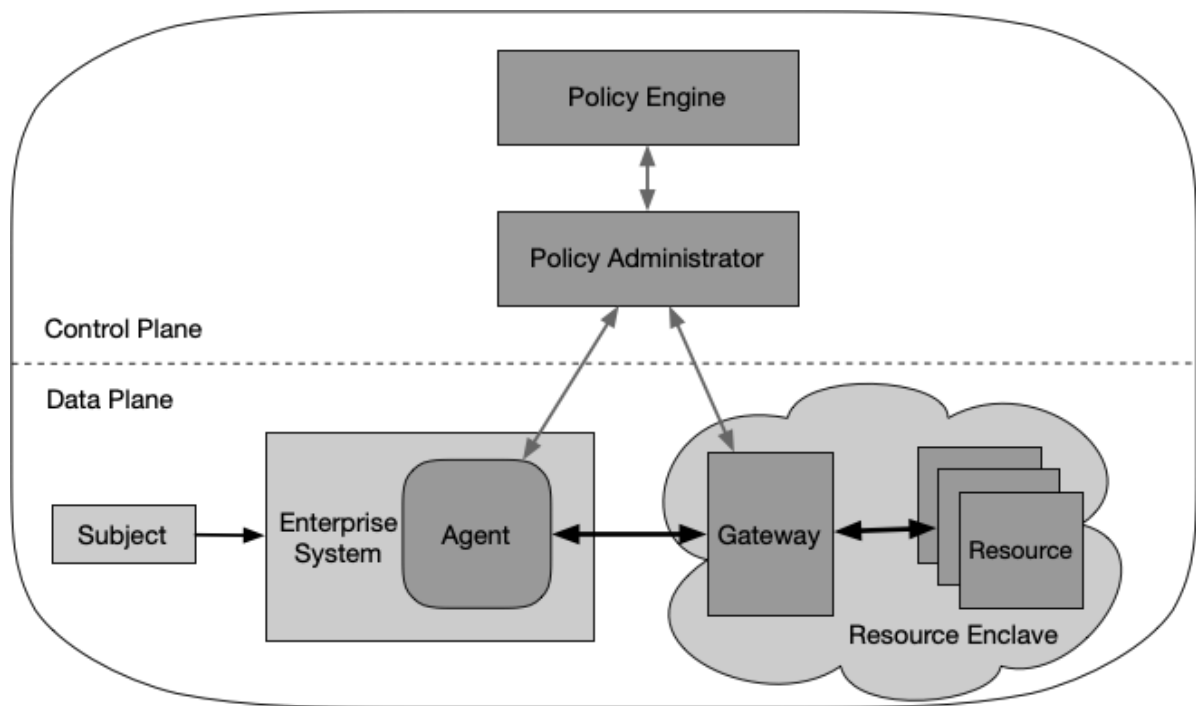 Policy Engine
Policy Administrator
Control Plane
Data Plane
Subject
Enterprise
System
Agent
Gateway
Resource
Resource Enclave